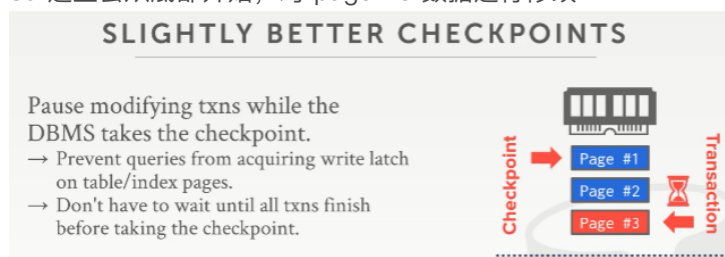 SLIGHTLY BETTER CHECKPOINTS
Pause modifying txns while the
DBMS takes the checkpoint.
→ Prevent queries from acquiring write latch
on table/index pages.
→ Don't have to wait until all txns finish
before taking the checkpoint.
Checkpoint
Page #1
Page #2
Page #3
Transaction